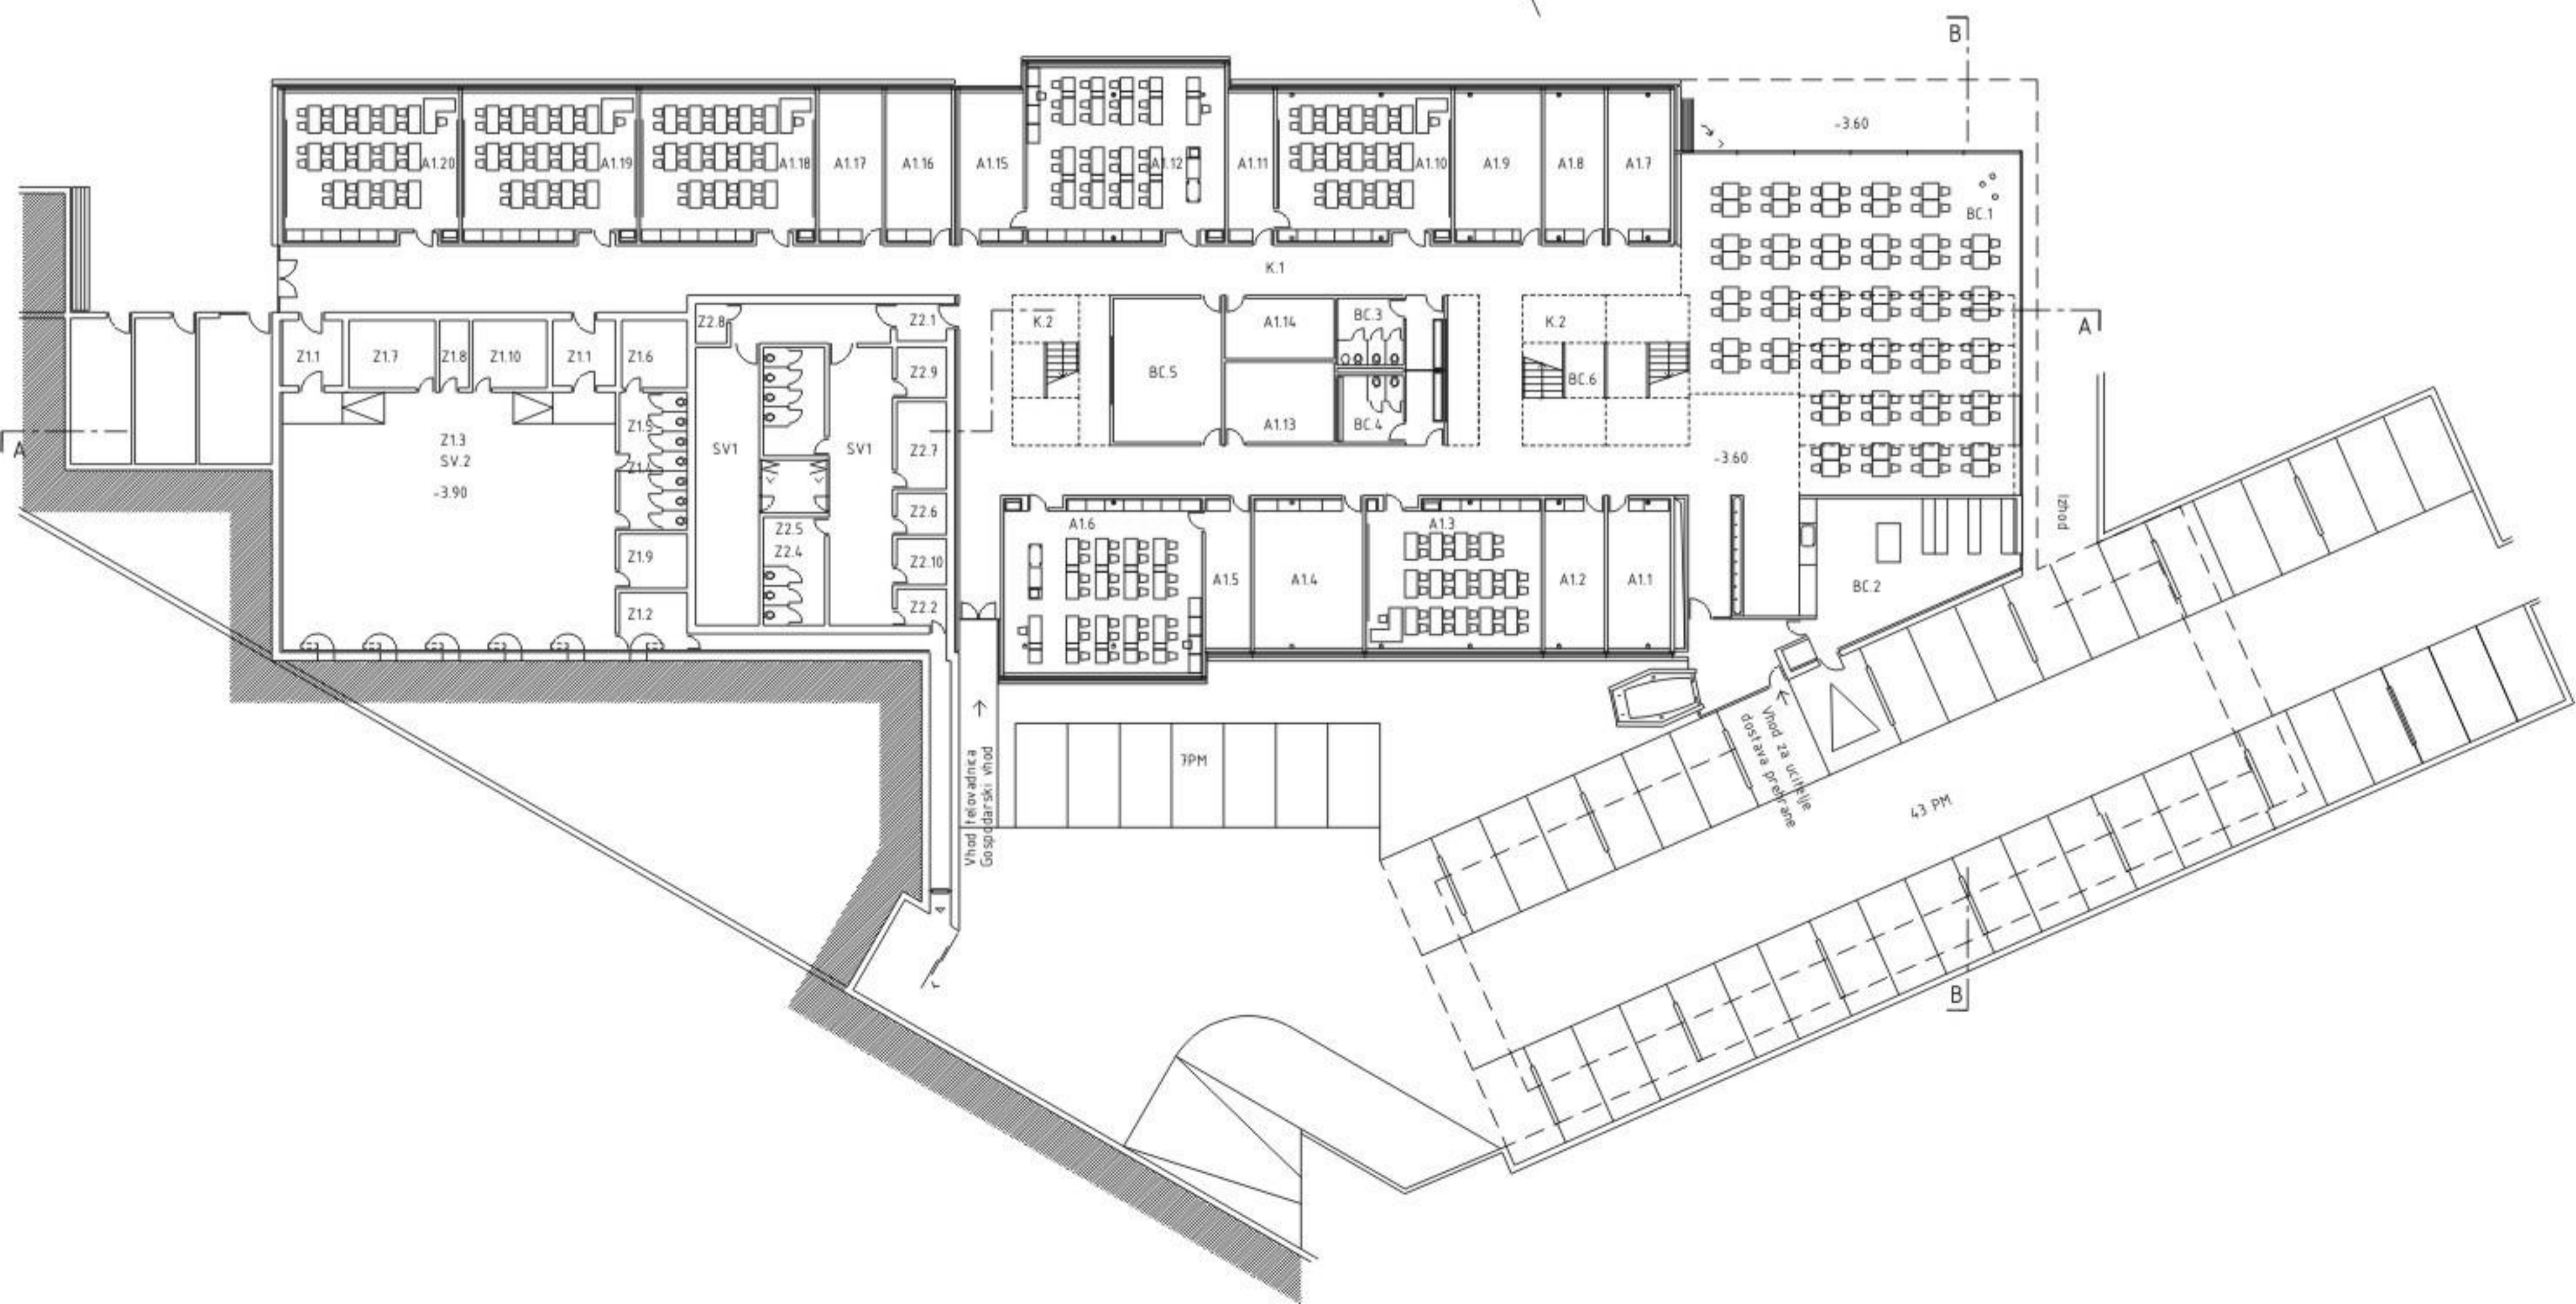 B
-3.60
A1.20
A1.19
A1.18
A1.17
A1.16
A1.15
A1.12
A1.11
A1.10
A1.9
A1.8
A1.7
BC.1
K.1
Z2.8
Z2.1
K.2
A1.14
BC.3
K.2
A
Z1.1
Z1.7
Z1.8
Z1.10
Z1.1
Z1.6
Z2.9
BC.5
BC.6
Z1.5
A1.13
BC.4
A
Z1.3
SV.2
SV1
SV1
Z2.7
-3.60
-3.90
Z2.6
Izhod
Z2.5
Z2.4
A1.6
A1.3
Z1.9
Z2.10
A1.5
A1.4
A1.2
A1.1
BC.2
Z1.2
Z2.2
Vhod telovadnica
Gospodarski vhod
7PM
Vhod za ucitelje
dostava prehrane
43 PM
B